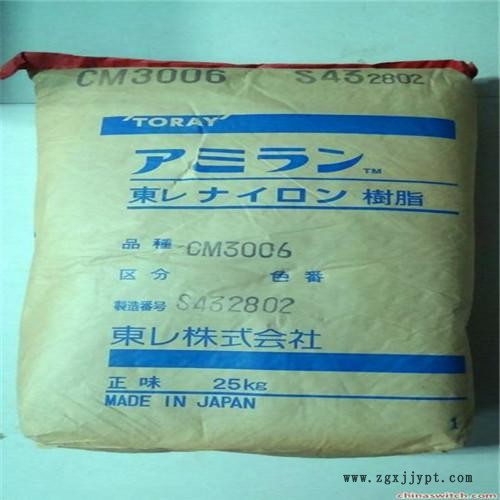 CM3006 S432802
'TORAY'
アミラン™
東レ ナイロン 樹脂
品種 CM3006
区分 色番
製造番号 S432802
東レ株式会社
正味 25kg
MADE IN JAPAN
1
www.zgxjjypt.com
chinaswitch.com